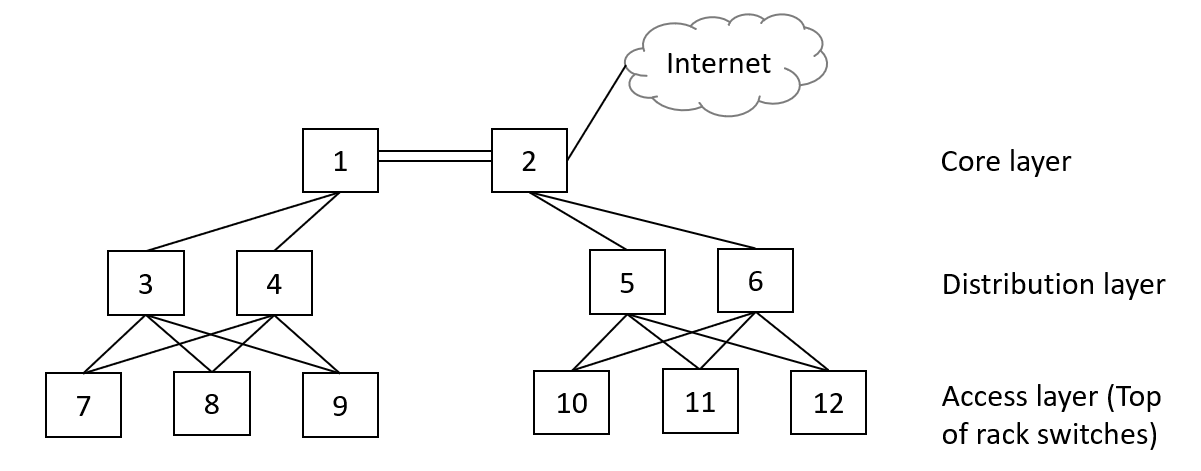 Internet
1
2
Core layer
3
4
5
6
Distribution layer
7
8
9
10
11
12
Access layer (Top
of rack switches)